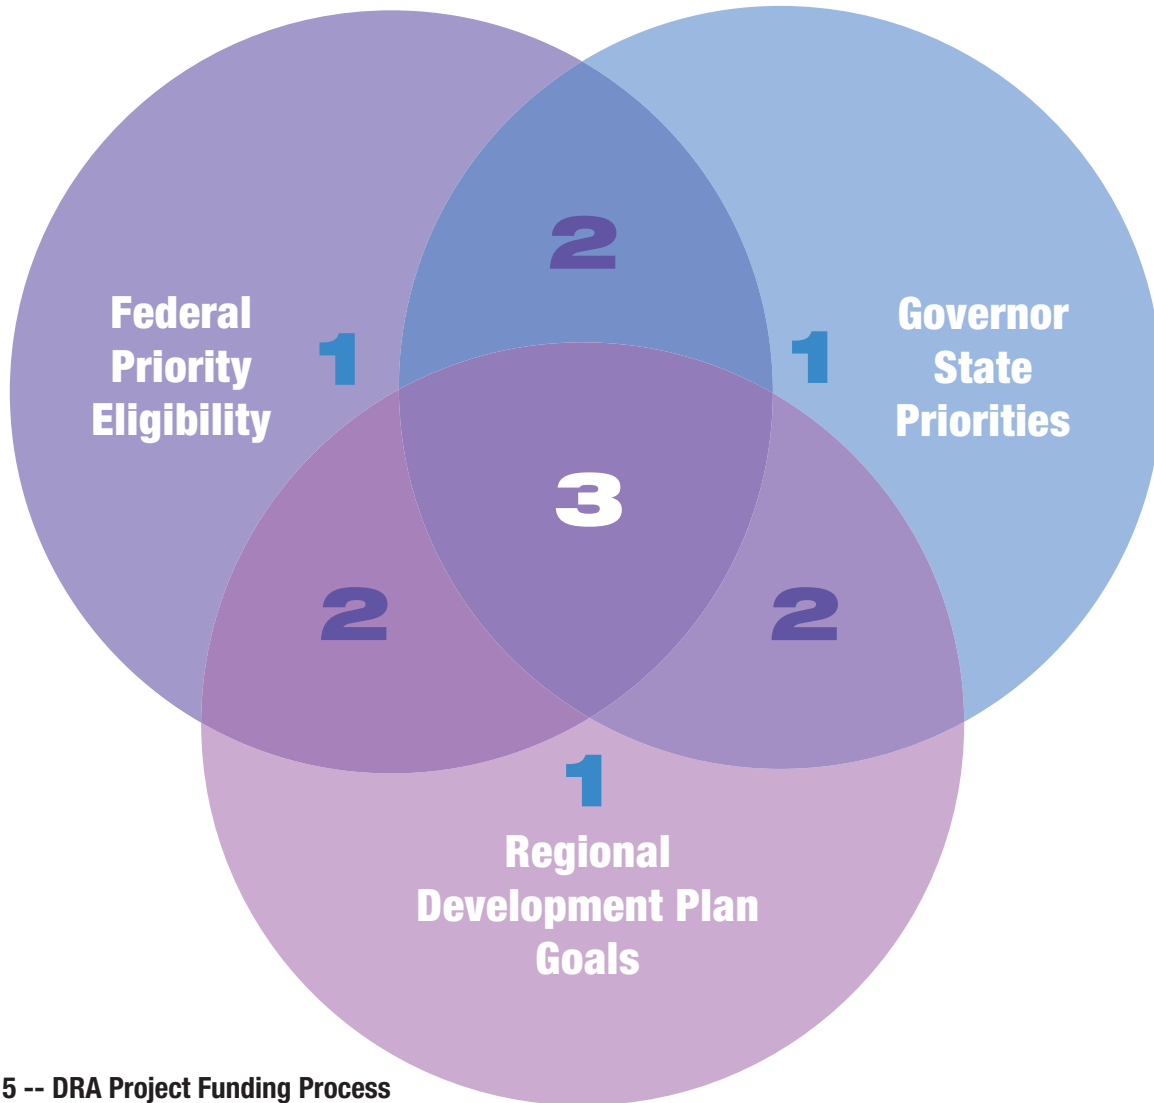 2
Federal
Priority
Eligibility
1
1
Governor
State
Priorities
3
2
2
1
Regional
Development Plan
Goals
5 -- DRA Project Funding Process